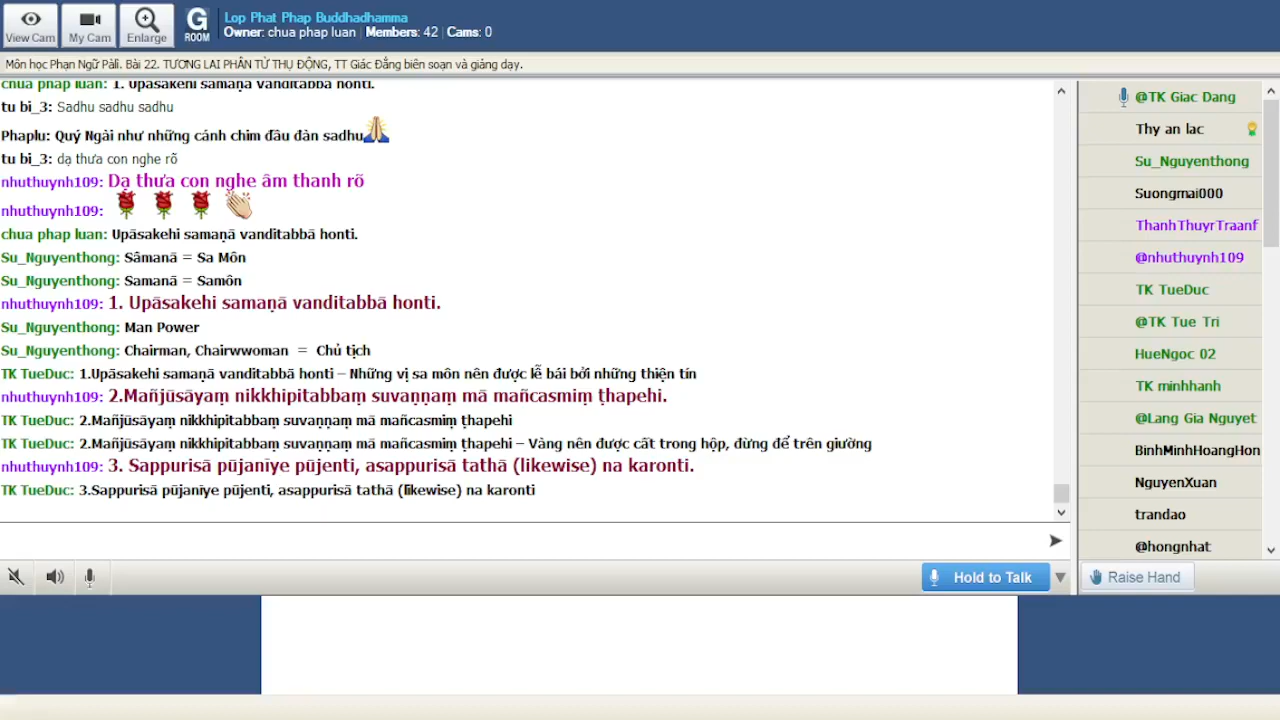 View Cam
My Cam
Enlarge
G
ROOM
Lop Phat Phap Buddhadhamma
Owner: chua phap luan | Members: 42 | Cams: 0
Môn học Phạn Ngữ Pāli. Bài 22. TƯƠNG LAI PHÂN TỪ THỤ ĐỘNG, TT Giác Đẳng biên soạn và giảng dạy.
chua phap luan: 1. Upāsakehi samaṇā vanditabbā honti.
tu bi_3: Sadhu sadhu sadhu
Phaplu: Quý Ngài như những cánh chim đầu đàn sadhu
tu bi_3: dạ thưa con nghe rõ
nhuthuynh109: Dạ thưa con nghe âm thanh rõ
nhuthuynh109:
chua phap luan: Upāsakehi samaṇā vanditabbā honti.
Su_Nguyenthong: Sāmanā = Sa Môn
Su_Nguyenthong: Samanā = Samôn
nhuthuynh109: 1. Upāsakehi samaṇā vanditabbā honti.
Su_Nguyenthong: Man Power
Su_Nguyenthong: Chairman, Chairwwoman = Chủ tịch
TK TueDuc: 1.Upāsakehi samaṇā vanditabbā honti – Những vị sa môn nên được lễ bái bởi những thiện tín
nhuthuynh109: 2.Mañjūsāyaṃ nikkhipitabbaṃ suvaṇṇaṃ mā mañcasmiṃ ṭhapehi.
TK TueDuc: 2.Mañjūsāyaṃ nikkhipitabbaṃ suvaṇṇaṃ mā mañcasmiṃ ṭhapehi
TK TueDuc: 2.Mañjūsāyaṃ nikkhipitabbaṃ suvaṇṇaṃ mā mañcasmiṃ ṭhapehi – Vàng nên được cất trong hộp, đừng để trên giường
nhuthuynh109: 3. Sappurisā pūjanīye pūjenti, asappurisā tathā (likewise) na karonti.
TK TueDuc: 3.Sappurisā pūjanīye pūjenti, asappurisā tathā (likewise) na karonti
@TK Giac Dang
Thy an lac
Su_Nguyenthong
Suongmai000
ThanhThuyrTraanf
@nhuthuynh109
TK TueDuc
@TK Tue Tri
HueNgoc 02
TK minhhanh
@Lang Gia Nguyet
BinhMinhHoangHon
NguyenXuan
trandao
@hongnhat
Hold to Talk
Raise Hand